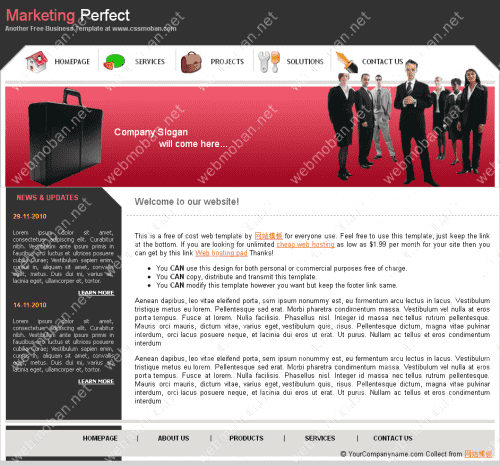 Marketing Perfect
Another Free Business Template at www.cssmoban.com
HOMEPAGE SERVICES PROJECTS SOLUTIONS CONTACT US
Company Slogan
will come here...
NEWS & UPDATES
29-11-2010
Lorem ipsum dolor sit amet,
consectetuer adipiscing elit. Curabitur
nibh. Vestibulum ante ipsum primis in
faucibus orci luctus et ultrices posuere
cubilia Curae; Vestibulum sapien enim,
cursus in, aliquam et, commodo et,
metus. Duis dui mi, varius ac, lacinia
eget, ullamcorper et, tortor.
LEARN MORE
14-11-2010
Lorem ipsum dolor sit amet,
consectetuer adipiscing elit. Curabitur
nibh. Vestibulum ante ipsum primis in
faucibus orci luctus et ultrices posuere
cubilia Curae; Vestibulum sapien enim,
metus. Duis dui mi, varius ac,
lacinia eget, ullamcorper et, tortor.
LEARN MORE
Welcome to our website!
This is a free of cost web template by 网站模板 for everyone use. Feel free to use this template, just keep the link
at the bottom. If you are looking for unlimited cheap web hosting as low as $1.99 per month for your site then you
can get by this link Web hosting pad Thanks!
You CAN use this design for both personal or commercial purposes free of charge.
You CAN copy, distribute and transmit this template.
You CAN modify this template however you want but keep the footer link same.
Aenean dapibus, leo vitae eleifend porta, sem ipsum nonummy est, eu fermentum arcu lectus in lacus. Vestibulum
tristique metus eu lorem. Pellentesque sed erat. Morbi pharetra condimentum massa. Vestibulum vel nulla at eros
porta tempus. Fusce at lorem. Nulla facilisis. Phasellus nisl. Integer id massa nec tellus rutrum pellentesque.
Mauris orci mauris, dictum vitae, varius eget, vestibulum quis, risus. Pellentesque dictum, magna vitae pulvinar
interdum, orci lacus posuere neque, et lacinia dui eros ut erat. Ut purus. Nullam ac tellus et eros condimentum
interdum
Aenean dapibus, leo vitae eleifend porta, sem ipsum nonummy est, eu fermentum arcu lectus in lacus. Vestibulum
tristique metus eu lorem. Pellentesque sed erat. Morbi pharetra condimentum massa. Vestibulum vel nulla at eros
porta tempus. Fusce at lorem. Nulla facilisis. Phasellus nisl. Integer id massa nec tellus rutrum pellentesque.
Mauris orci mauris, dictum vitae, varius eget, vestibulum quis, risus. Pellentesque dictum, magna vitae pulvinar
interdum, orci lacus posuere neque, et lacinia dui eros ut erat. Ut purus. Nullam ac tellus et eros condimentum
interdum
HOMEPAGE | ABOUT US | PRODUCTS | SERVICES | CONTACT US
© YourCompanyname.com Collect from 网站模板
webmoban.net